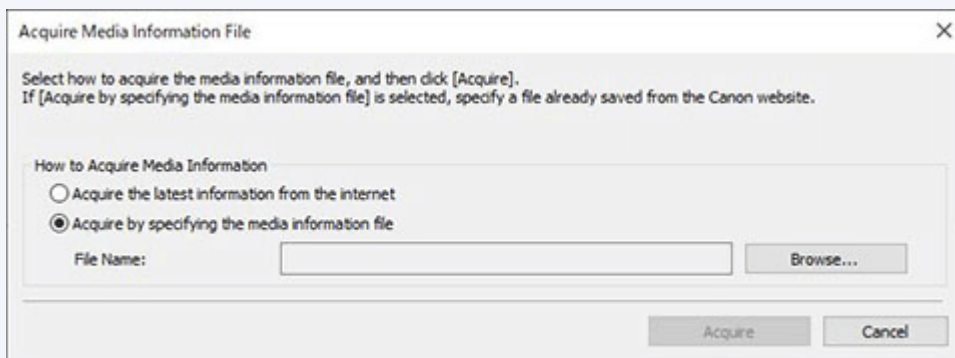 Acquire Media Information File
Select how to acquire the media information file, and then click [Acquire].
If [Acquire by specifying the media information file] is selected, specify a file already saved from the Canon website.
How to Acquire Media Information
Acquire the latest information from the internet
Acquire by specifying the media information file
File Name:
Browse...
Acquire
Cancel